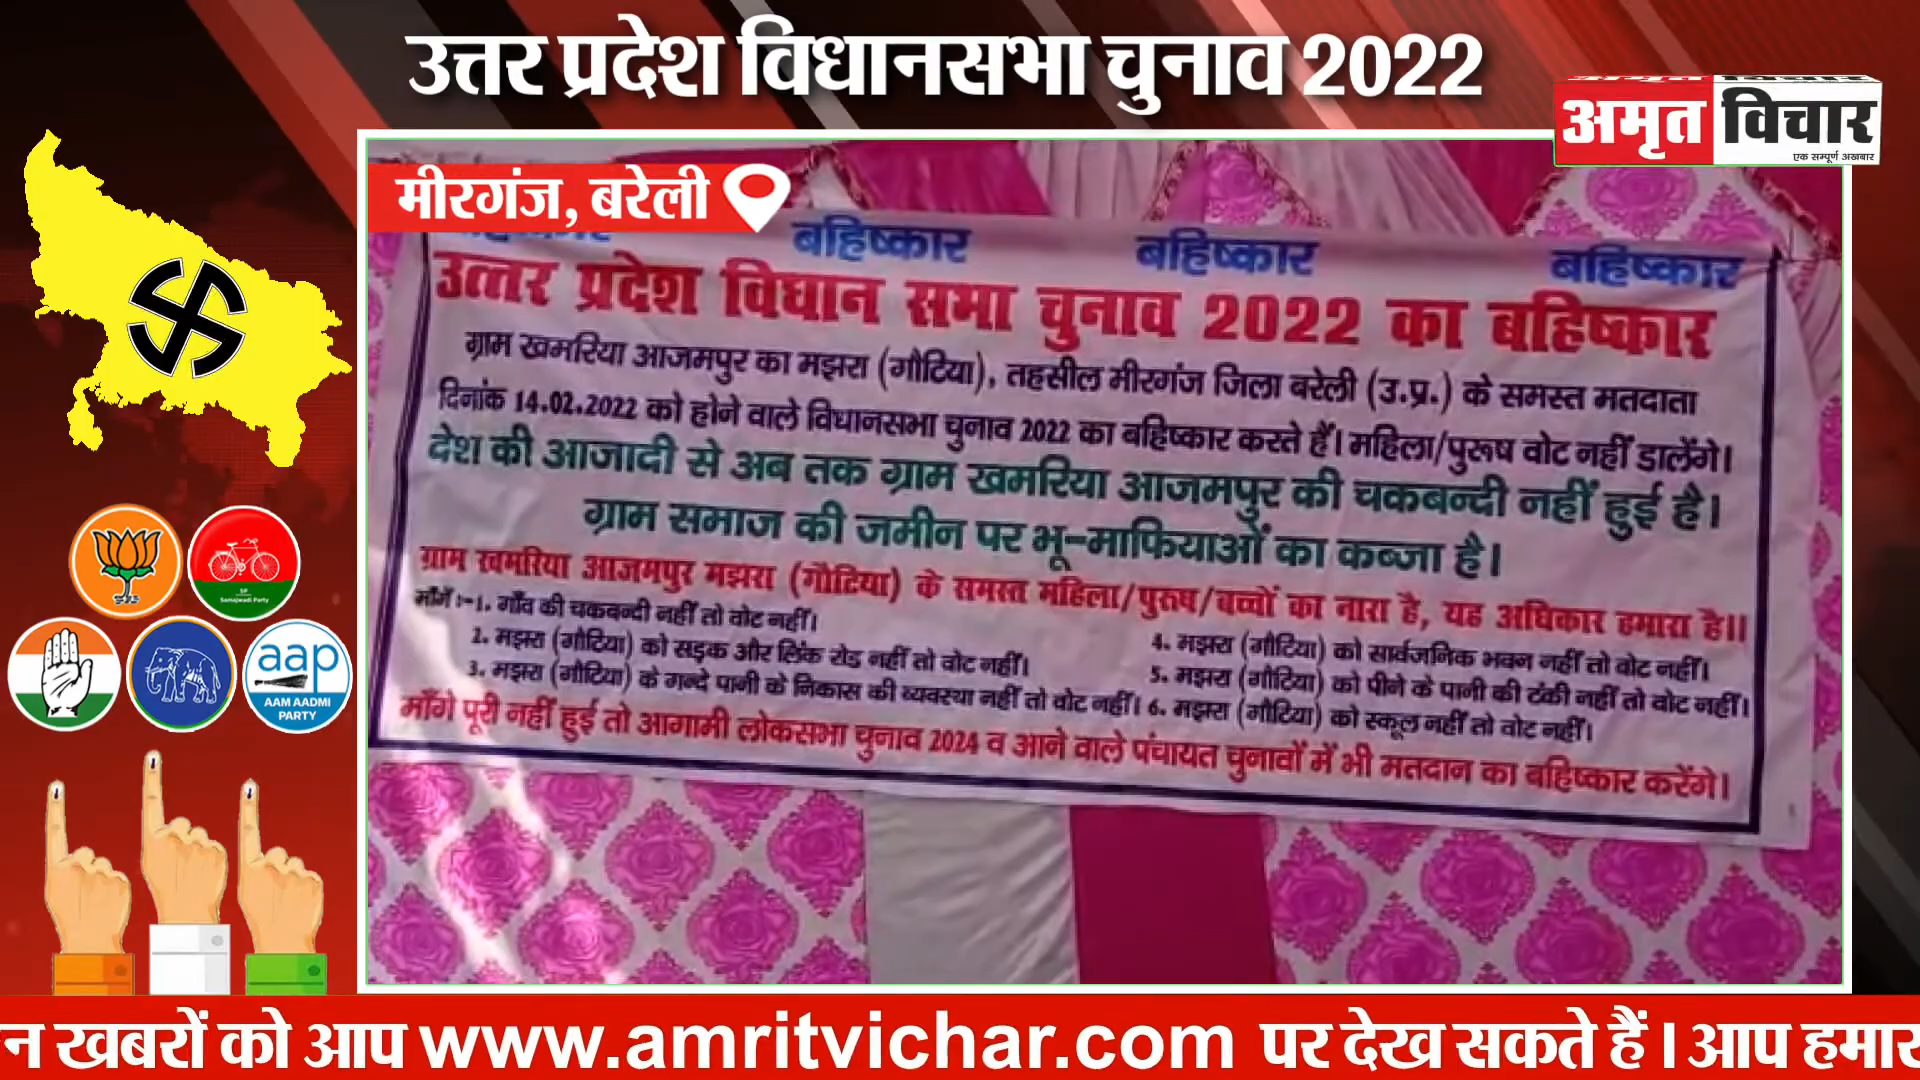 उत्तर प्रदेश विधानसभा चुनाव 2022
अमृत विचार
एक सम्पूर्ण अखबार
मीरगंज, बरेली
बहिष्कार बहिष्कार बहिष्कार
उत्तर प्रदेश विधान सभा चुनाव 2022 का बहिष्कार
ग्राम खमरिया आजमपुर का मझरा (गौटिया), तहसील मीरगंज जिला बरेली (उ.प्र.) के समस्त मतदाता
दिनांक 14.02.2022 को होने वाले विधानसभा चुनाव 2022 का बहिष्कार करते हैं। महिला/पुरूष वोट नहीं डालेंगे।
देश की आजादी से अब तक ग्राम खमरिया आजमपुर की चकबन्दी नहीं हुई है।
ग्राम समाज की जमीन पर भू-माफियाओं का कब्जा है।
ग्राम खमरिया आजमपुर मझरा (गौटिया) के समस्त महिला/पुरूष/बच्चों का नारा है, यह अधिकार हमारा है।।
माँगें :-1. गाँव की चकबन्दी नहीं तो वोट नहीं।
2. मझरा (गौटिया) को सड़क और लिंक रोड नहीं तो वोट नहीं।
3. मझरा (गौटिया) के गन्दे पानी के निकास की व्यवस्था नहीं तो वोट नहीं।
4. मझरा (गौटिया) को सार्वजनिक भवन नहीं तो वोट नहीं।
5. मझरा (गौटिया) को पीने के पानी की टंकी नहीं तो वोट नहीं।
6. मझरा (गौटिया) को स्कूल नहीं तो वोट नहीं।
माँगे पूरी नहीं हुई तो आगामी लोकसभा चुनाव 2024 व आने वाले पंचायत चुनावों में भी मतदान का बहिष्कार करेंगे।
SP
Samajwadi Party
aap
AAM AADMI
PARTY
न खबरों को आप www.amritvichar.com पर देख सकते हैं । आप हमार